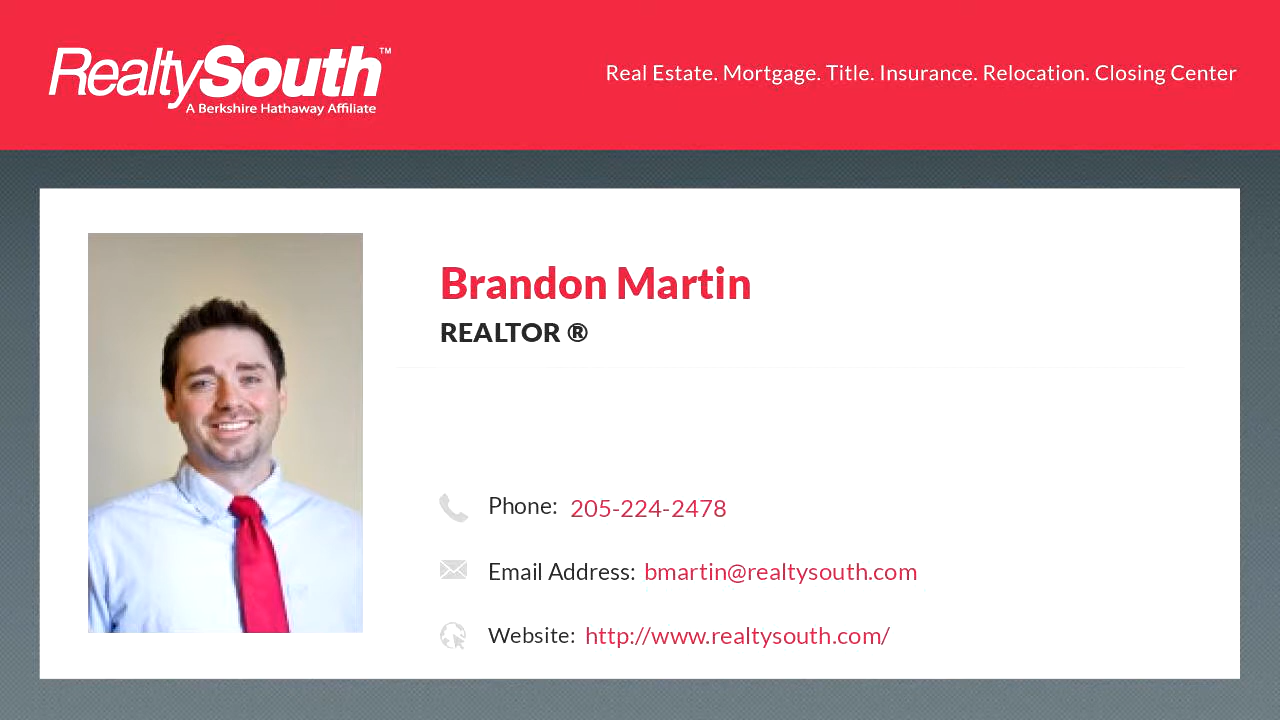 RealtySouth™
A Berkshire Hathaway Affiliate
Real Estate. Mortgage. Title. Insurance. Relocation. Closing Center
Brandon Martin
REALTOR ®
Phone: 205-224-2478
Email Address: bmartin@realtysouth.com
Website: http://www.realtysouth.com/